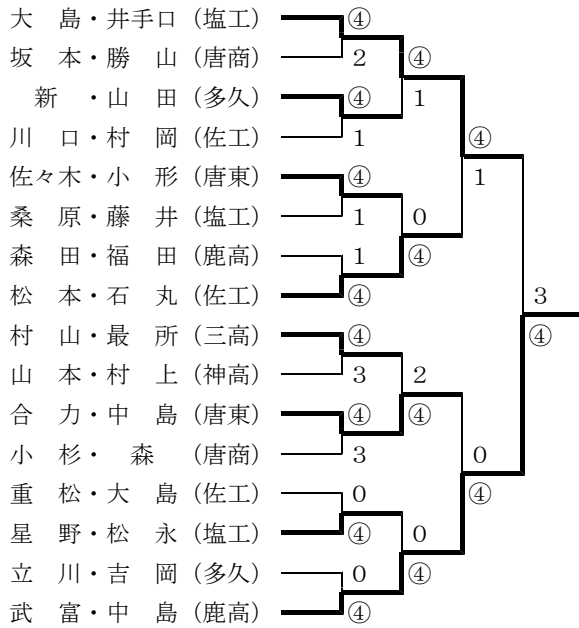 大　島・井手口（塩工） ④
坂　本・勝　山（唐商） 2 ④
新　・山　田（多久） ④ 1
川　口・村　岡（佐工） 1 ④
佐々木・小　形（唐東） ④ 1
桑　原・藤　井（塩工） 1 0
森　田・福　田（鹿高） 1 ④
松　本・石　丸（佐工） ④ 3
村　山・最　所（三高） ④ ④
山　本・村　上（神高） 3 2
合　力・中　島（唐東） ④ ④
小　杉・　森　（唐商） 3 0
重　松・大　島（佐工） 0 ④
星　野・松　永（塩工） ④ 0
立　川・吉　岡（多久） 0 ④
武　富・中　島（鹿高） ④